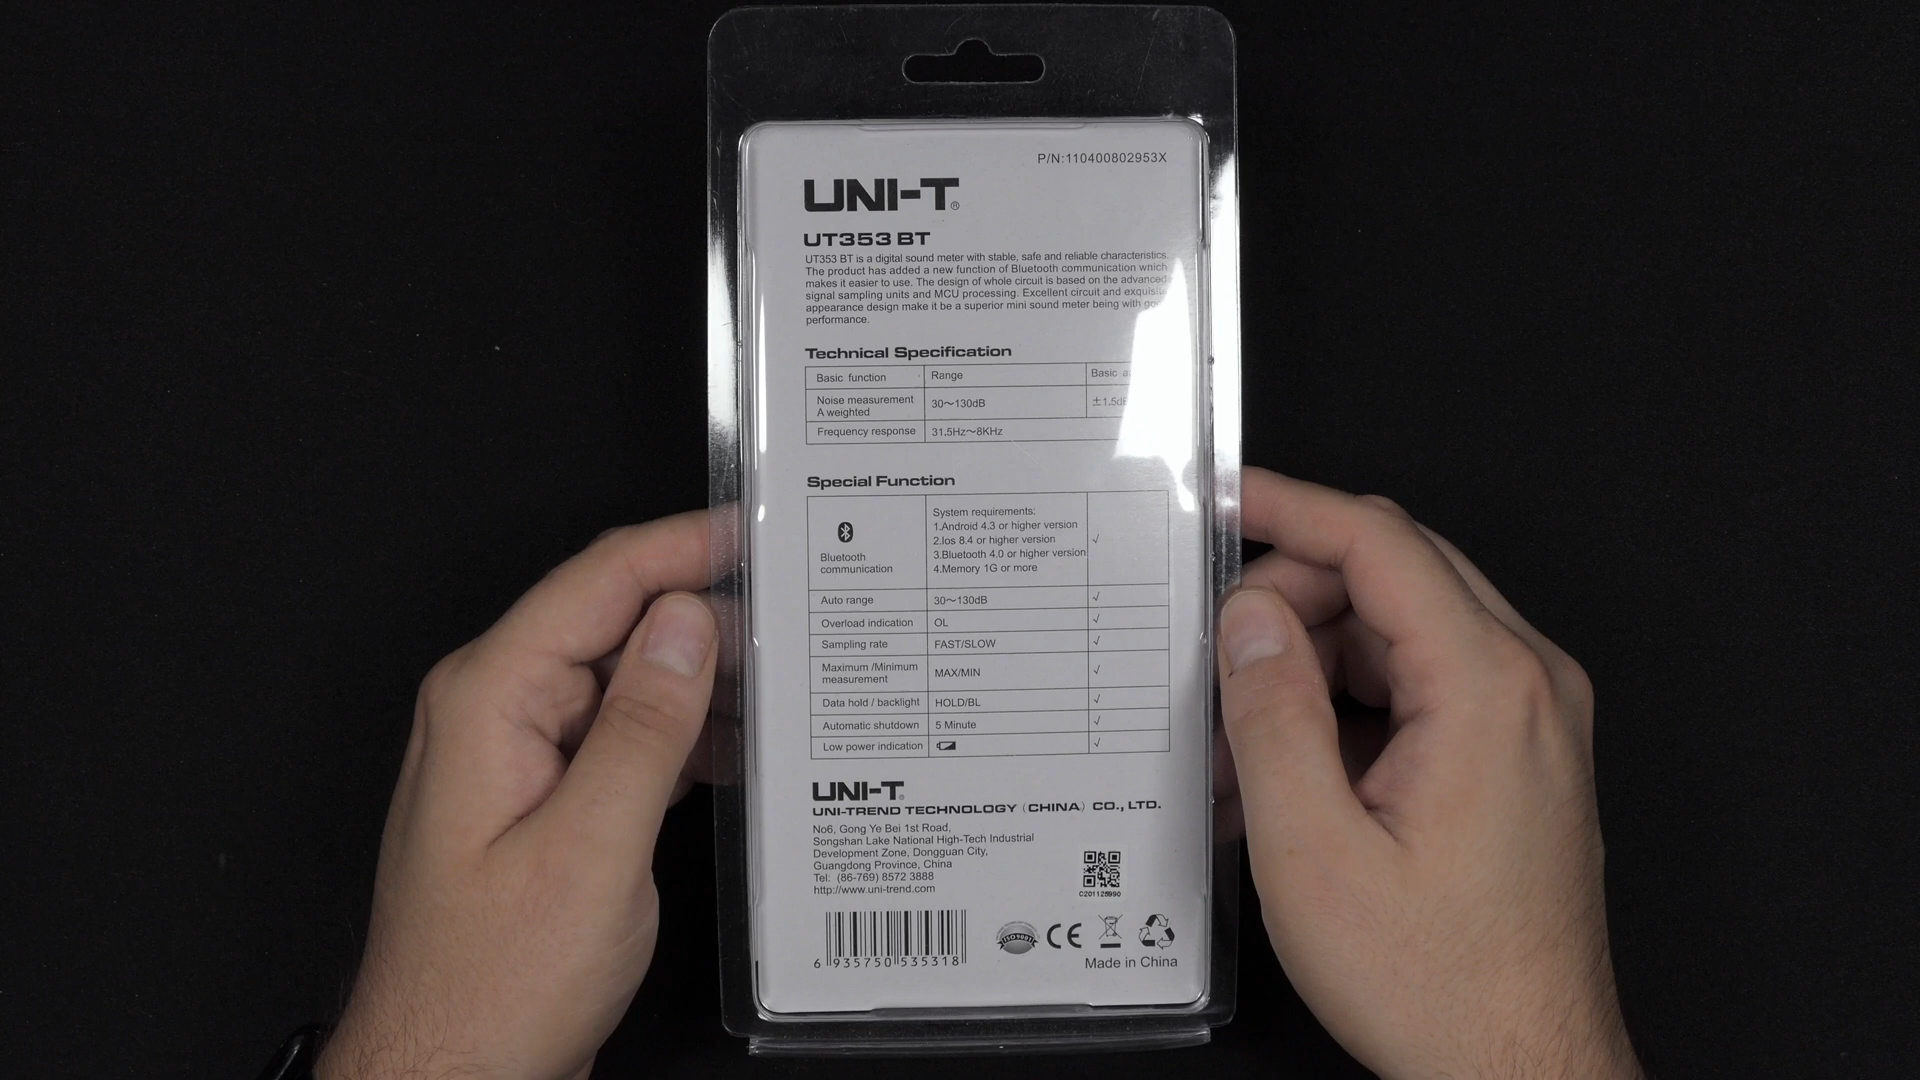 P/N:110400802953X
UNI-T®
UT353 BT
UT353 BT is a digital sound meter with stable, safe and reliable characteristics.
The product has added a new function of Bluetooth communication which
makes it easier to use. The design of whole circuit is based on the advanced
signal sampling units and MCU processing. Excellent circuit and exquisite
appearance design make it be a superior mini sound meter being with
performance.
Technical Specification
Basic function Range Basic
Noise measurement
A weighted 30～130dB ±1.5dB
Frequency response 31.5Hz～8KHz
Special Function
Bluetooth
communication
System requirements:
1.Android 4.3 or higher version
2.Ios 8.4 or higher version
3.Bluetooth 4.0 or higher version
4.Memory 1G or more
√
Auto range 30～130dB √
Overload indication OL √
Sampling rate FAST/SLOW √
Maximum /Minimum
measurement MAX/MIN √
Data hold / backlight HOLD/BL √
Automatic shutdown 5 Minute √
Low power indication √
UNI-T®
UNI-TREND TECHNOLOGY (CHINA) CO., LTD.
No6, Gong Ye Bei 1st Road,
Songshan Lake National High-Tech Industrial
Development Zone, Dongguan City,
Guangdong Province, China
Tel: (86-769) 8572 3888
http://www.uni-trend.com
6 935750 535318
ISO 9001
CE
Made in China